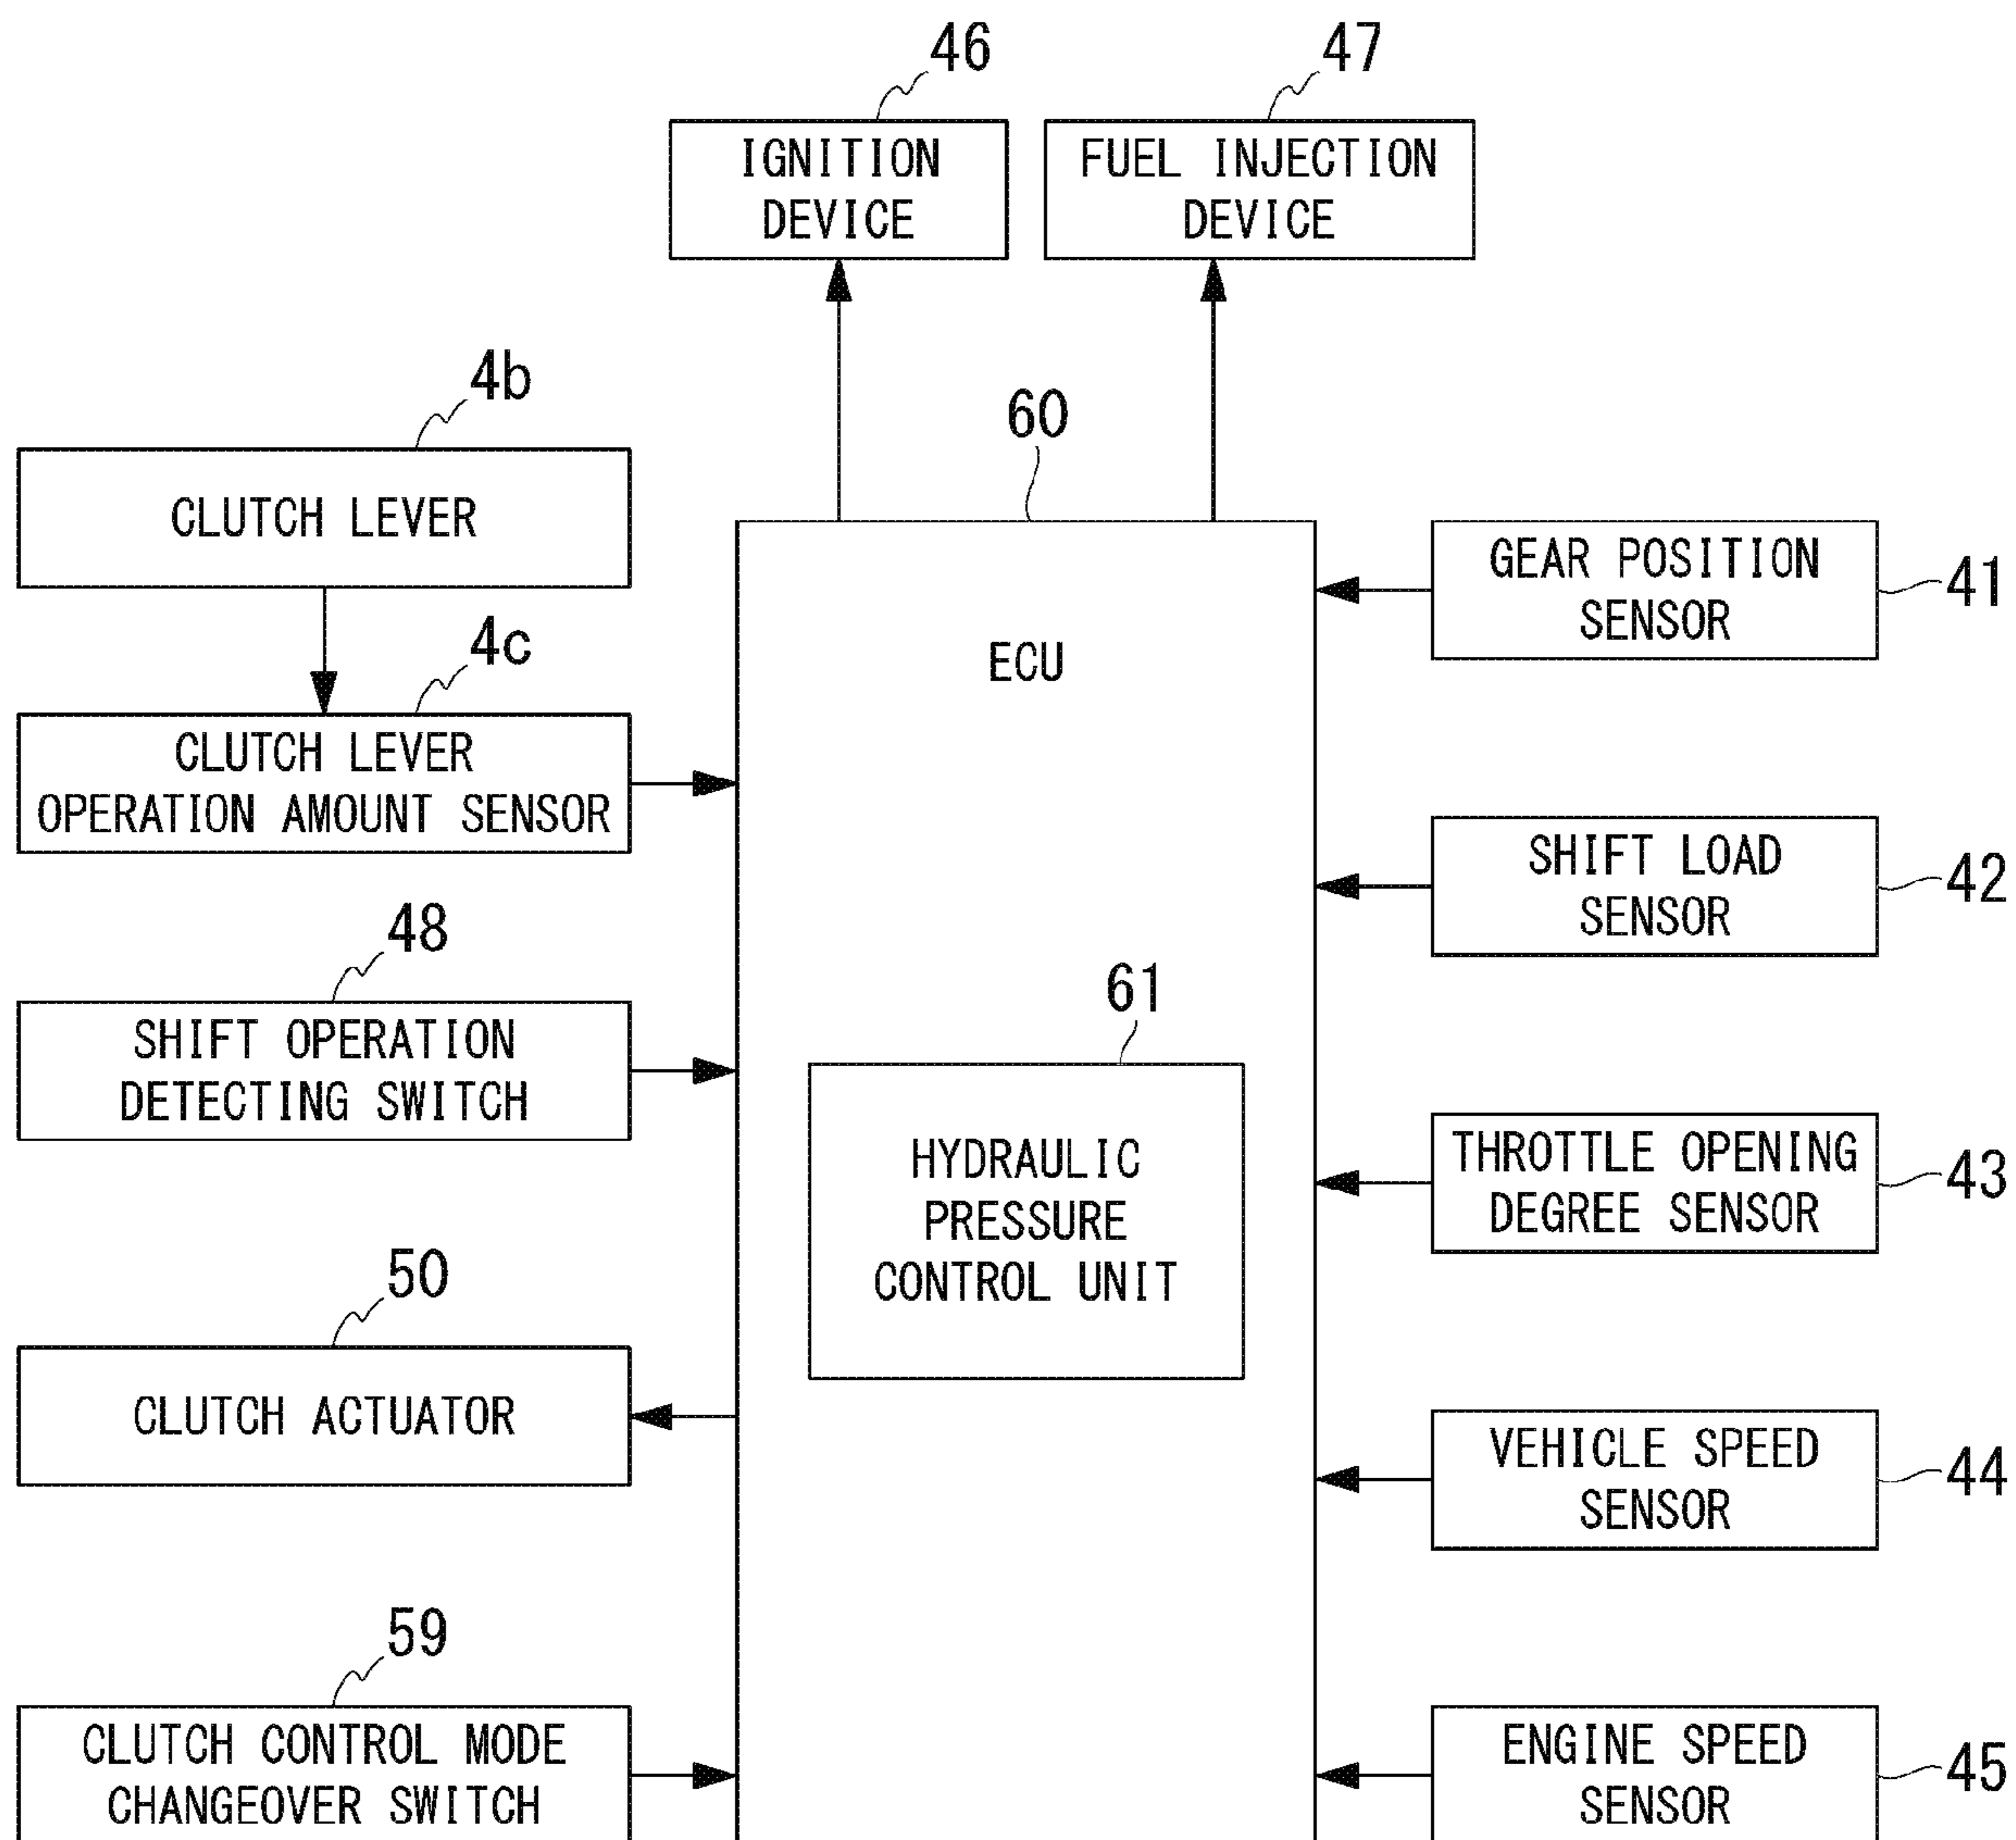 46
47
IGNITION
DEVICE
FUEL INJECTION
DEVICE
4b
60
CLUTCH LEVER
4c
CLUTCH LEVER
OPERATION AMOUNT SENSOR
48
SHIFT OPERATION
DETECTING SWITCH
50
CLUTCH ACTUATOR
59
CLUTCH CONTROL MODE
CHANGEOVER SWITCH
ECU
61
HYDRAULIC
PRESSURE
CONTROL UNIT
GEAR POSITION
SENSOR
41
SHIFT LOAD
SENSOR
42
THROTTLE OPENING
DEGREE SENSOR
43
VEHICLE SPEED
SENSOR
44
ENGINE SPEED
SENSOR
45